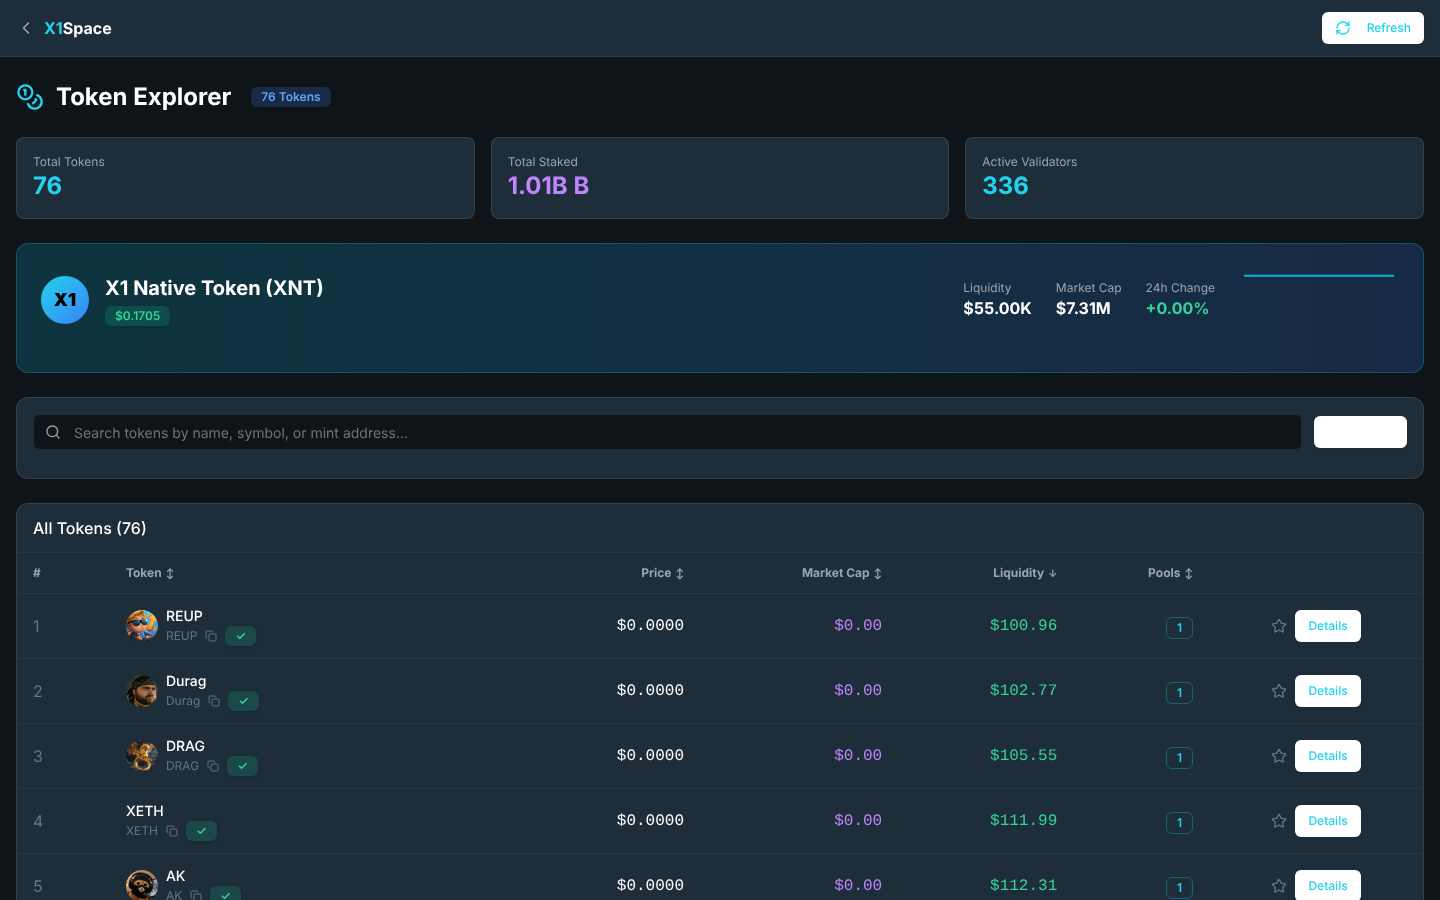 X1Space
Refresh
Token Explorer
76 Tokens
Total Tokens
76
Total Staked
1.01B B
Active Validators
336
X1
X1 Native Token (XNT)
$0.1705
Liquidity
$55.00K
Market Cap
$7.31M
24h Change
+0.00%
Search tokens by name, symbol, or mint address...
All Tokens (76)
# Token Price Market Cap Liquidity Pools
1 REUP $0.0000 $0.00 $100.96 1 Details
REUP
2 Durag $0.0000 $0.00 $102.77 1 Details
Durag
3 DRAG $0.0000 $0.00 $105.55 1 Details
DRAG
4 XETH $0.0000 $0.00 $111.99 1 Details
XETH
5 AK $0.0000 $0.00 $112.31 1 Details
AK